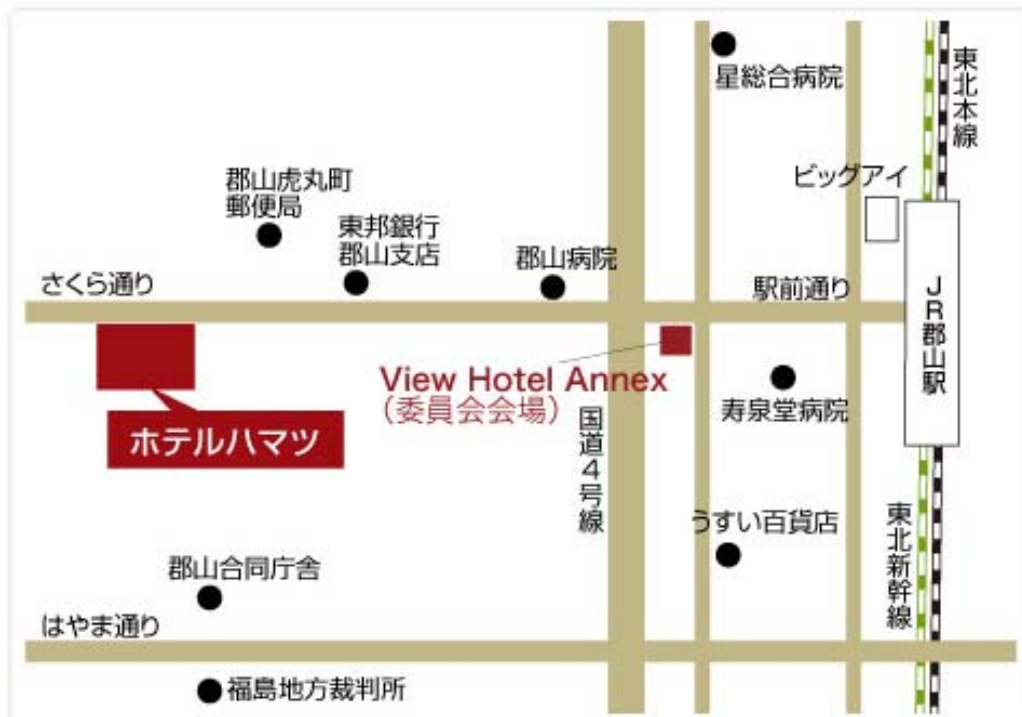 星総合病院
東北本線
ビッグアイ
郡山虎丸町
郵便局
東邦銀行
郡山支店
郡山病院
さくら通り
駅前通り
JR郡山駅
View Hotel Annex
（委員会会場）
寿泉堂病院
ホテルハマツ
国道4号線
うすい百貨店
東北新幹線
郡山合同庁舎
はやま通り
福島地方裁判所